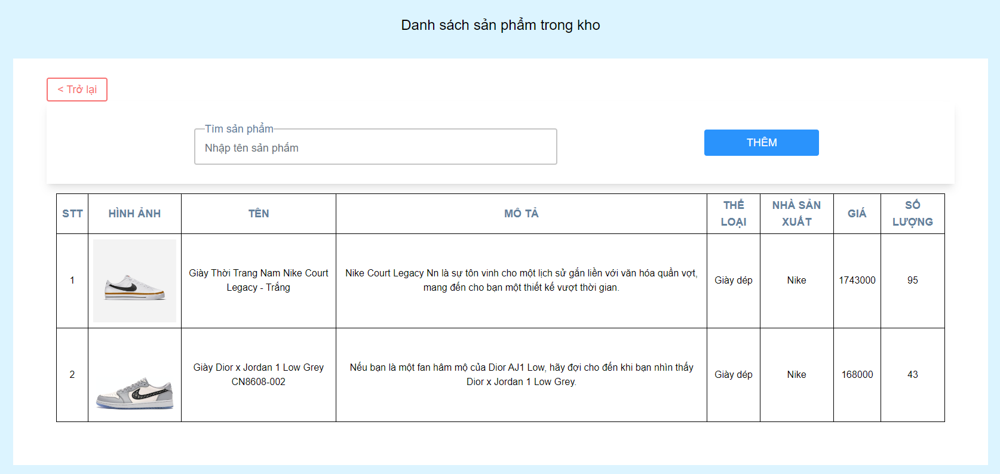 Danh sách sản phẩm trong kho
< Trở lại
Tìm sản phẩm
Nhập tên sản phẩm
THÊM
STT HÌNH ẢNH TÊN MÔ TẢ THỂ LOẠI NHÀ SẢN XUẤT GIÁ SỐ LƯỢNG
1 Giày Thời Trang Nam Nike Court Nike Court Legacy Nn là sự tôn vinh cho một lịch sử gắn liền với văn hóa quần vợt, Giày dép Nike 1743000 95
Legacy - Trắng mang đến cho bạn một thiết kế vượt thời gian.
2 Giày Dior x Jordan 1 Low Grey Nếu bạn là một fan hâm mộ của Dior AJ1 Low, hãy đợi cho đến khi bạn nhìn thấy Giày dép Nike 168000 43
CN8608-002 Dior x Jordan 1 Low Grey.